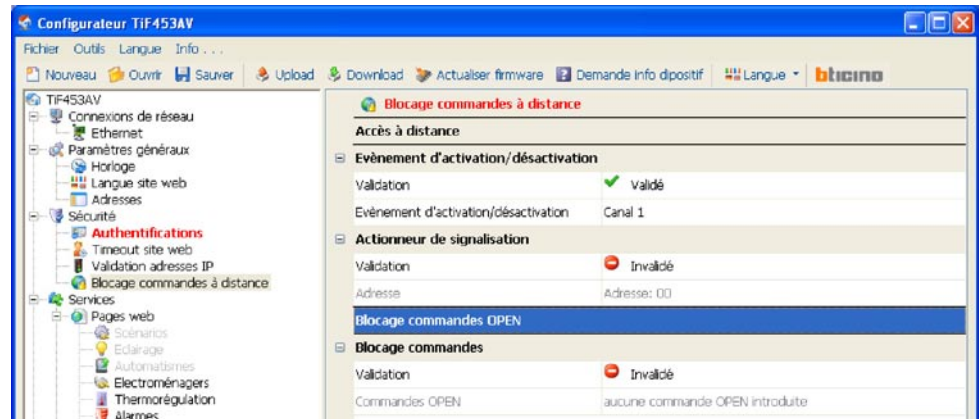 Configurateur TiF453AV
Fichier Outils Langue Info . . .
Nouveau Ouvrir Sauver Upload Download Actualiser firmware Demande info dipositif Langue bticino
TiF453AV
Connexions de réseau
Ethernet
Paramètres généraux
Horloge
Langue site web
Adresses
Sécurité
Authentifications
Timeout site web
Validation adresses IP
Blocage commandes à distance
Services
Pages web
Scénarios
Eclairage
Automatismes
Electroménagers
Thermorégulation
Alarmes
Blocage commandes à distance
Accès à distance
Evènement d'activation/désactivation
Validation Validé
Evènement d'activation/désactivation Canal 1
Actionneur de signalisation
Validation Invalidé
Adresse Adresse: 00
Blocage commandes OPEN
Blocage commandes
Validation Invalidé
Commandes OPEN aucune commande OPEN introduite